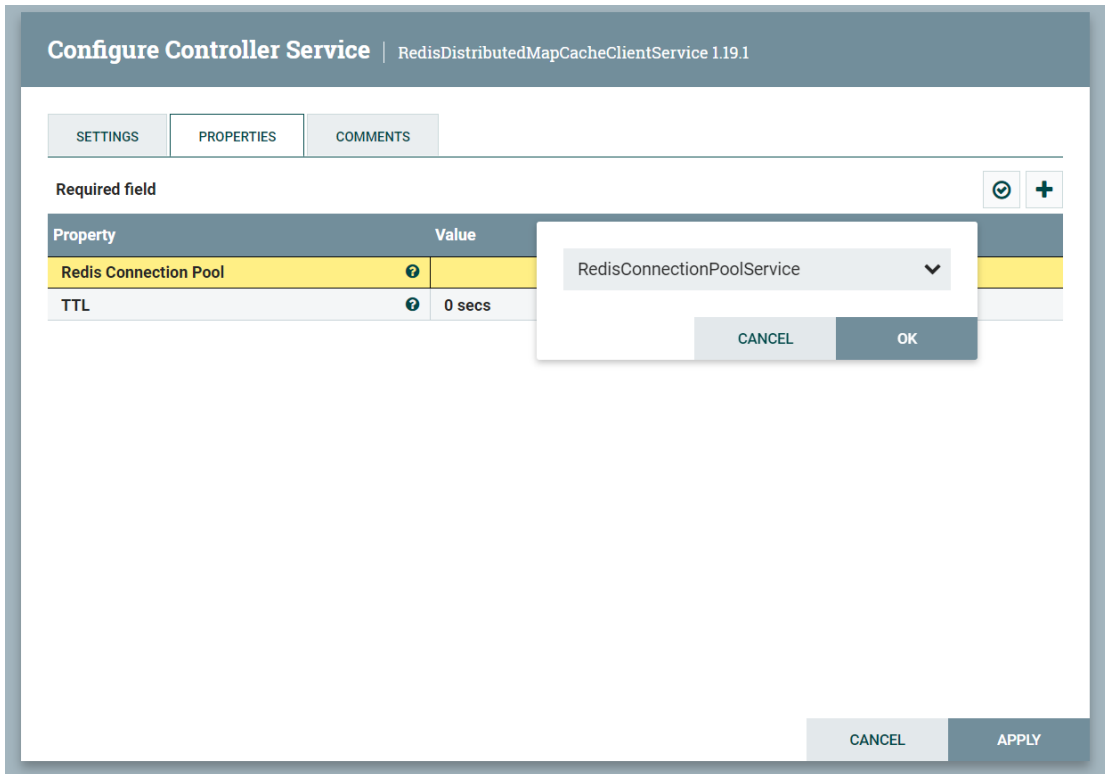 Configure Controller Service | RedisDistributedMapCacheClientService 1.19.1
SETTINGS PROPERTIES COMMENTS
Required field
Property Value
Redis Connection Pool
RedisConnectionPoolService
TTL 0 secs
CANCEL OK
CANCEL APPLY